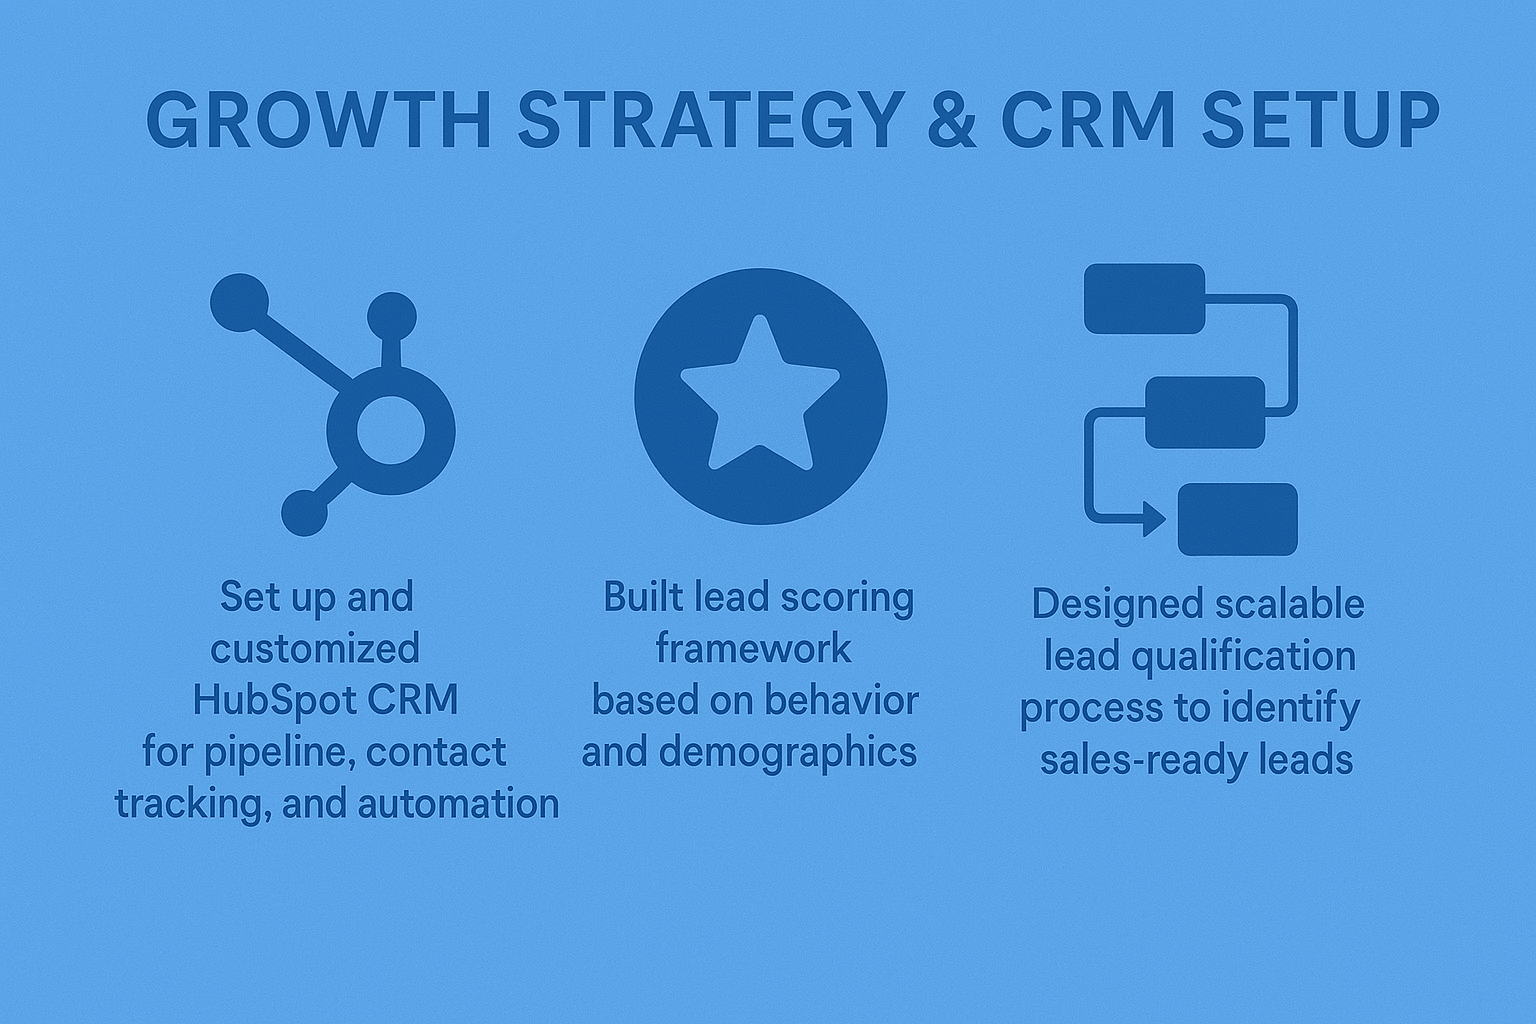 GROWTH STRATEGY & CRM SETUP
Set up and
customized
HubSpot CRM
for pipeline, contact
tracking, and automation
Built lead scoring
framework
based on behavior
and demographics
Designed scalable
lead qualification
process to identify
sales-ready leads